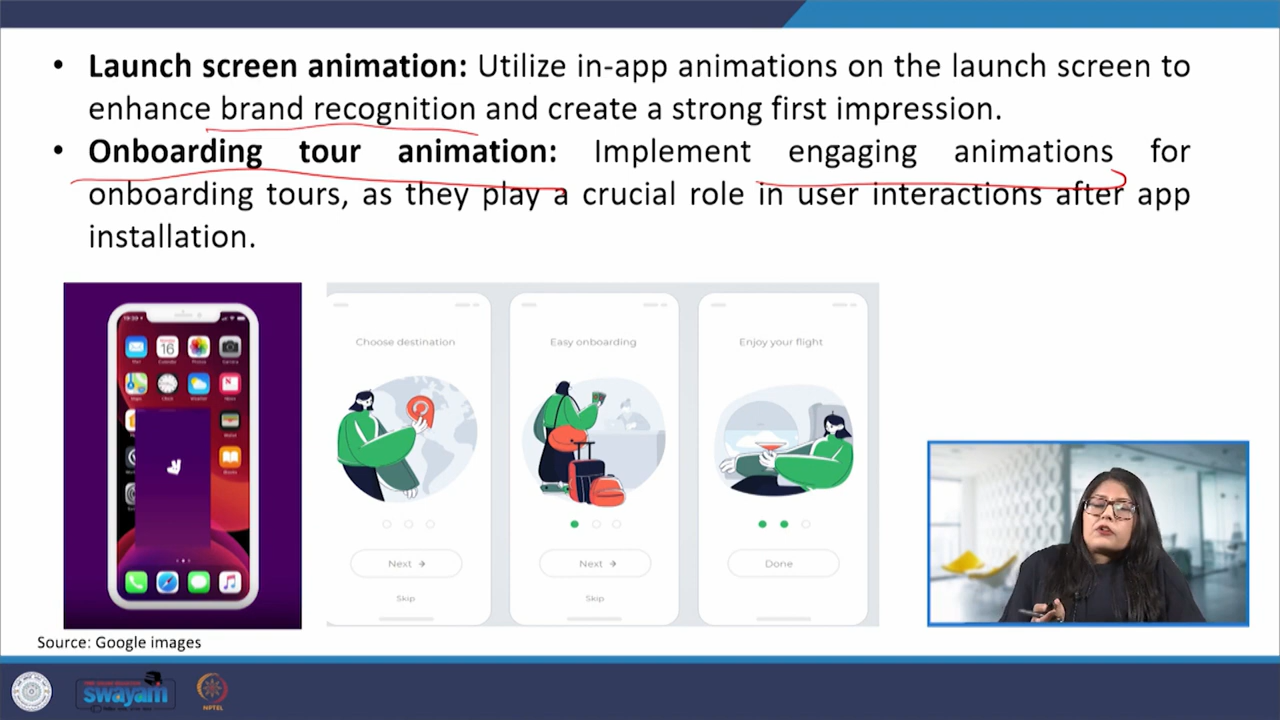 • Launch screen animation: Utilize in-app animations on the launch screen to
enhance brand recognition and create a strong first impression.
• Onboarding tour animation: Implement engaging animations for
onboarding tours, as they play a crucial role in user interactions after app
installation.
Choose destination
Easy onboarding
Enjoy your flight
16
Next →
Next →
Done
Skip
Skip
Source: Google images
swayam
NPTEL